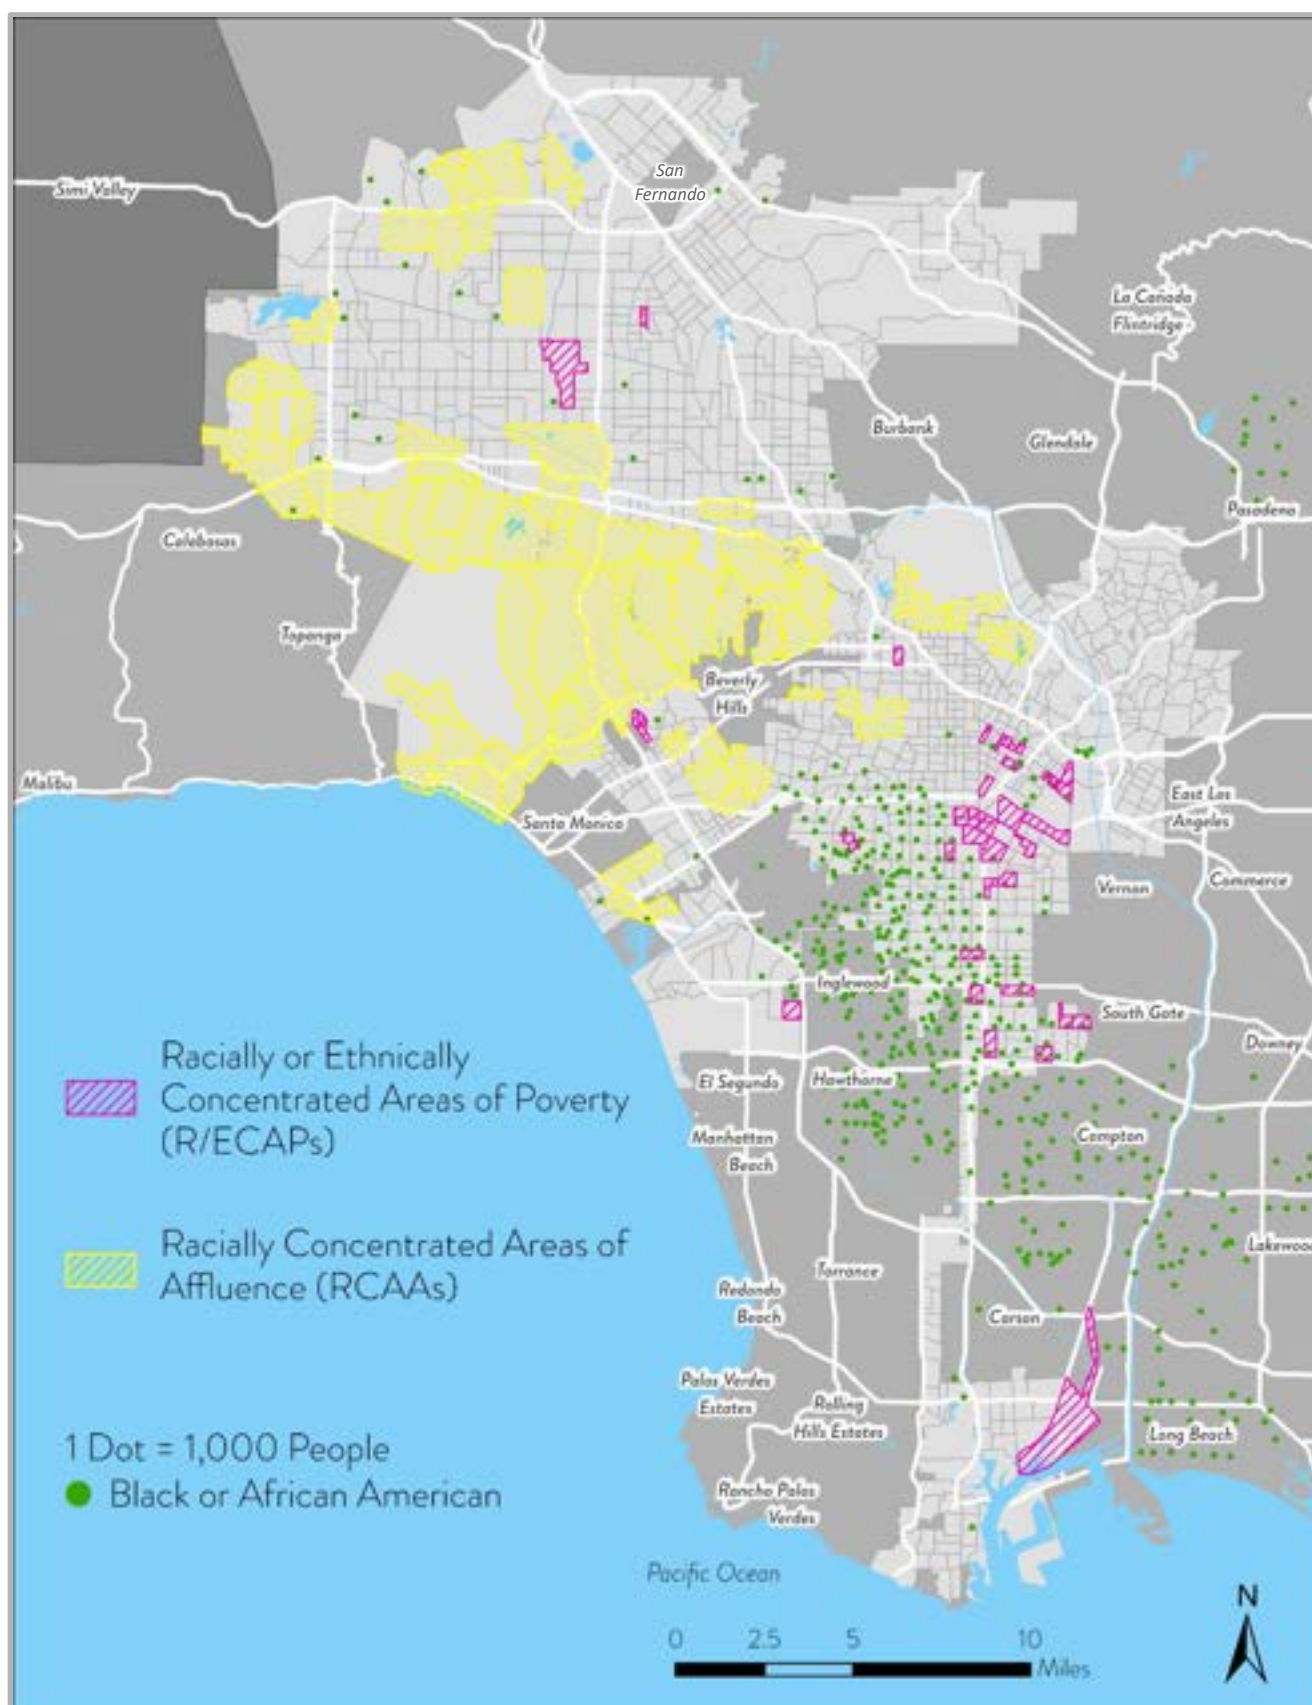 San
Fernando
Simi Valley
La Cañada
Flintridge
Burbank
Glendale
Pasadena
Calabasas
Topanga
Beverly
Hills
Malibu
Santa Monica
East Los
Angeles
Vernon
Commerce
Inglewood
South Gate
Downey
El Segundo
Hawthorne
Manhattan
Beach
Compton
Lakewood
Torrance
Redondo
Beach
Carson
Palos Verdes
Estates
Rolling
Hills Estates
Long Beach
Rancho Palos
Verdes
Pacific Ocean
Racially or Ethnically
Concentrated Areas of Poverty
(R/ECAPs)
Racially Concentrated Areas of
Affluence (RCAAs)
1 Dot = 1,000 People
Black or African American
0 2.5 5 10
Miles
N